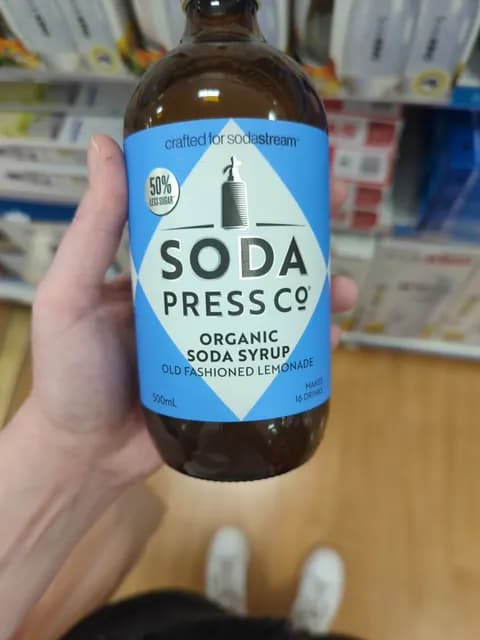 crafted for sodastream®
50%
LESS SUGAR
SODA
PRESS Cº®
ORGANIC
SODA SYRUP
OLD FASHIONED LEMONADE
500mL
MAKES
16 DRINKS